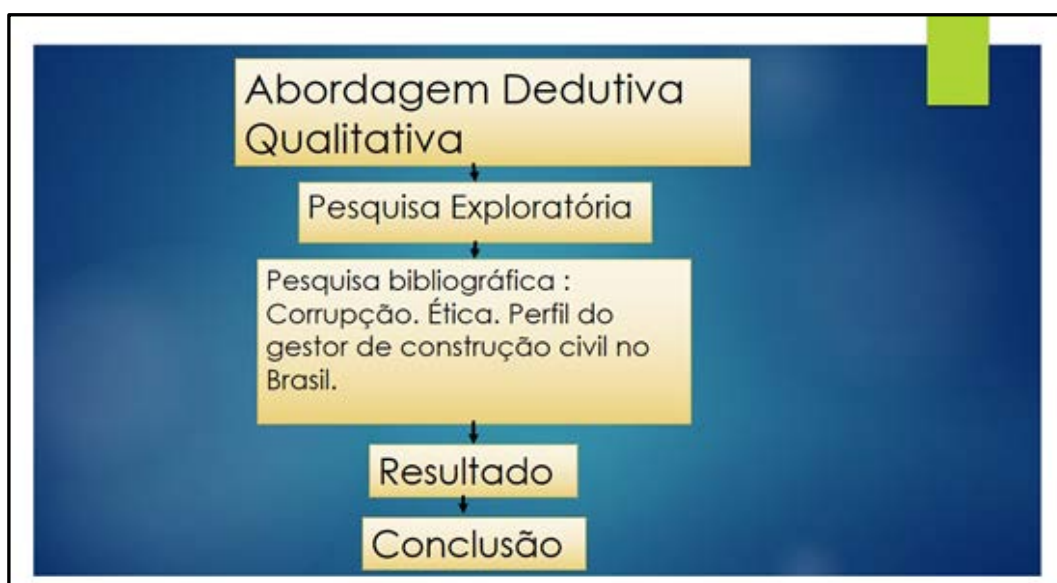 Abordagem Dedutiva
Qualitativa
Pesquisa Exploratória
Pesquisa bibliográfica :
Corrupção. Ética. Perfil do
gestor de construção civil no
Brasil.
Resultado
Conclusão